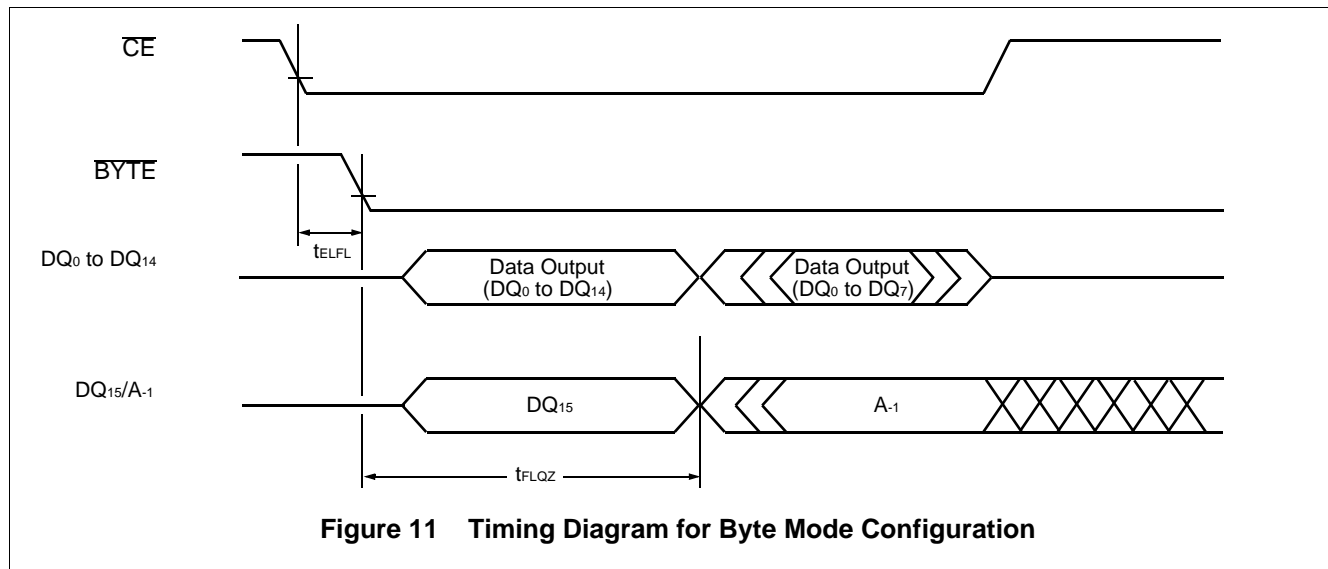 CE
BYTE
tELFL
DQ0 to DQ14
Data Output
(DQ0 to DQ14)
Data Output
(DQ0 to DQ7)
DQ15/A-1
DQ15
A-1
tFLQZ
Figure 11 Timing Diagram for Byte Mode Configuration